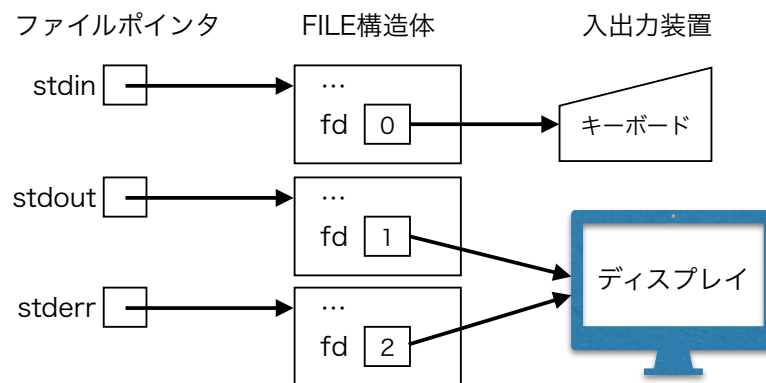 ファイルポインタ FILE構造体 入出力装置
stdin
…
fd 0
キーボード
stdout
…
fd 1
ディスプレイ
stderr
…
fd 2